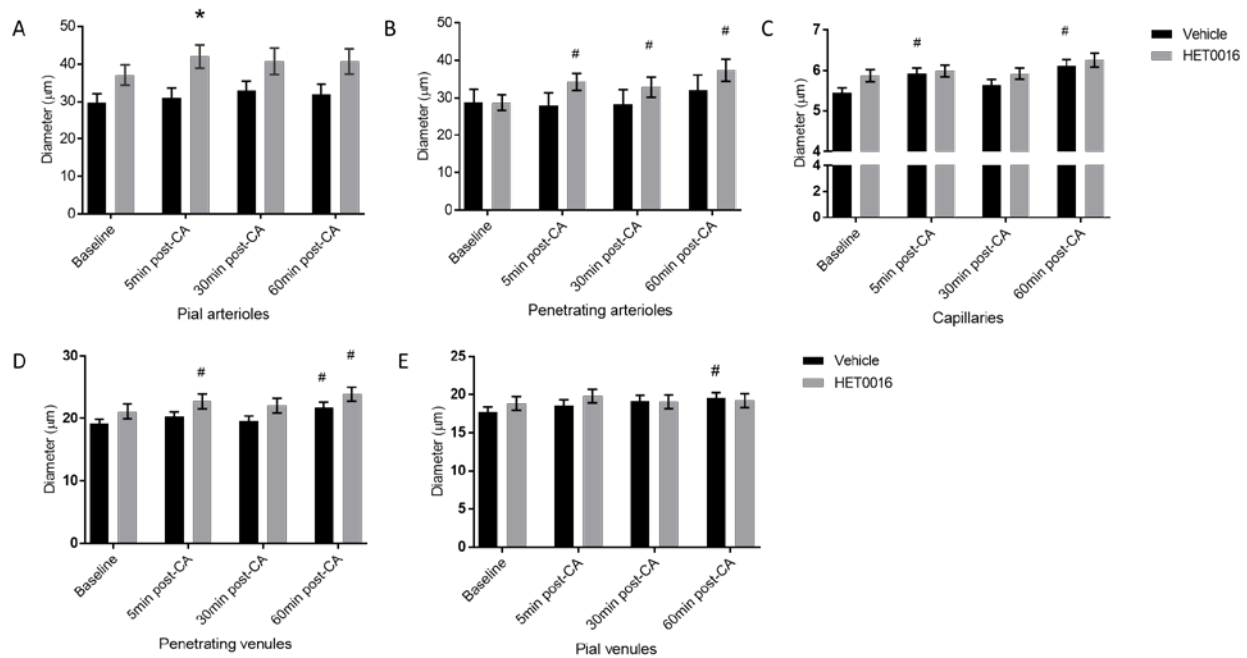 A
*
Diameter (µm)
50
40
30
20
10
0
Baseline
5min post-CA
30min post-CA
60min post-CA
Pial arterioles
B
#
#
#
Diameter (µm)
50
40
30
20
10
0
Baseline
5min post-CA
30min post-CA
60min post-CA
Penetrating arterioles
C
#
#
Diameter (µm)
7
6
5
4
4
2
0
Baseline
5min post-CA
30min post-CA
60min post-CA
Capillaries
Vehicle
HET0016
D
#
#
#
Diameter (µm)
30
20
10
0
Baseline
5min post-CA
30min post-CA
60min post-CA
Penetrating venules
E
#
Diameter (µm)
25
20
15
10
5
0
Baseline
5min post-CA
30min post-CA
60min post-CA
Pial venules
Vehicle
HET0016